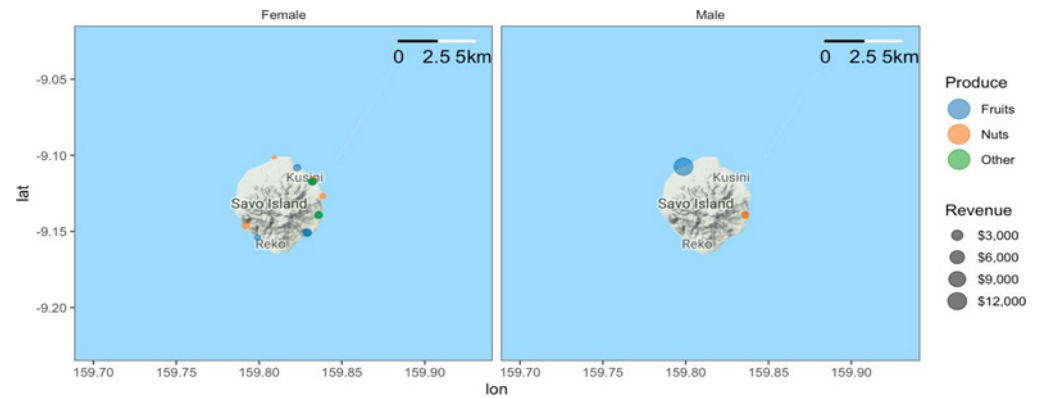 Female
Male
0 2.5 5km
0 2.5 5km
-9.05
-9.10
-9.15
-9.20
lat
Kusini
Savo Island
Reko
Kusini
Savo Island
Reko
159.70 159.75 159.80 159.85 159.90
159.70 159.75 159.80 159.85 159.90
lon
Produce
Fruits
Nuts
Other
Revenue
$3,000
$6,000
$9,000
$12,000